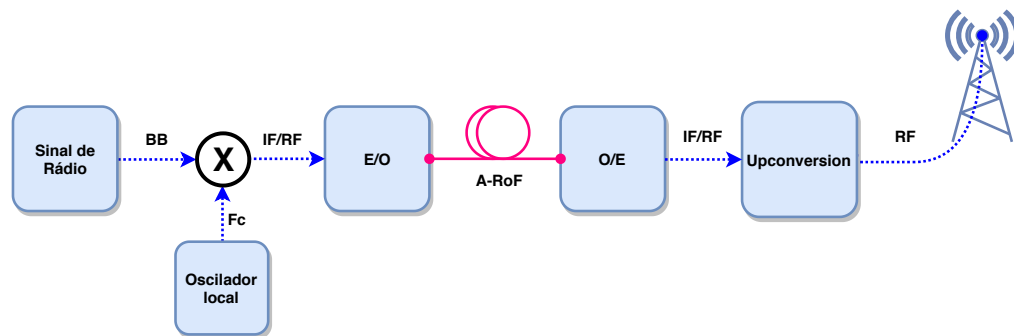 Sinal de
Rádio
BB
X
IF/RF
Fc
Oscilador
local
E/O
A-RoF
O/E
IF/RF
Upconversion
RF